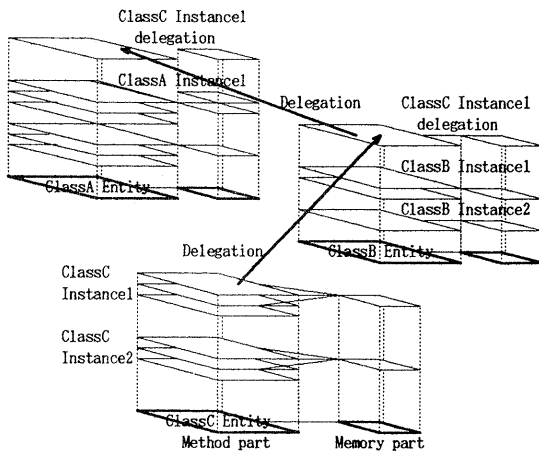 ClassC Instance1
delegation
ClassA Instance1
Delegation
ClassC Instance1
delegation
ClassB Instance1
ClassA Entity
ClassB Instance2
Delegation
ClassB Entity
ClassC
Instance1
ClassC
Instance2
ClassC Entity
Method part
Memory part